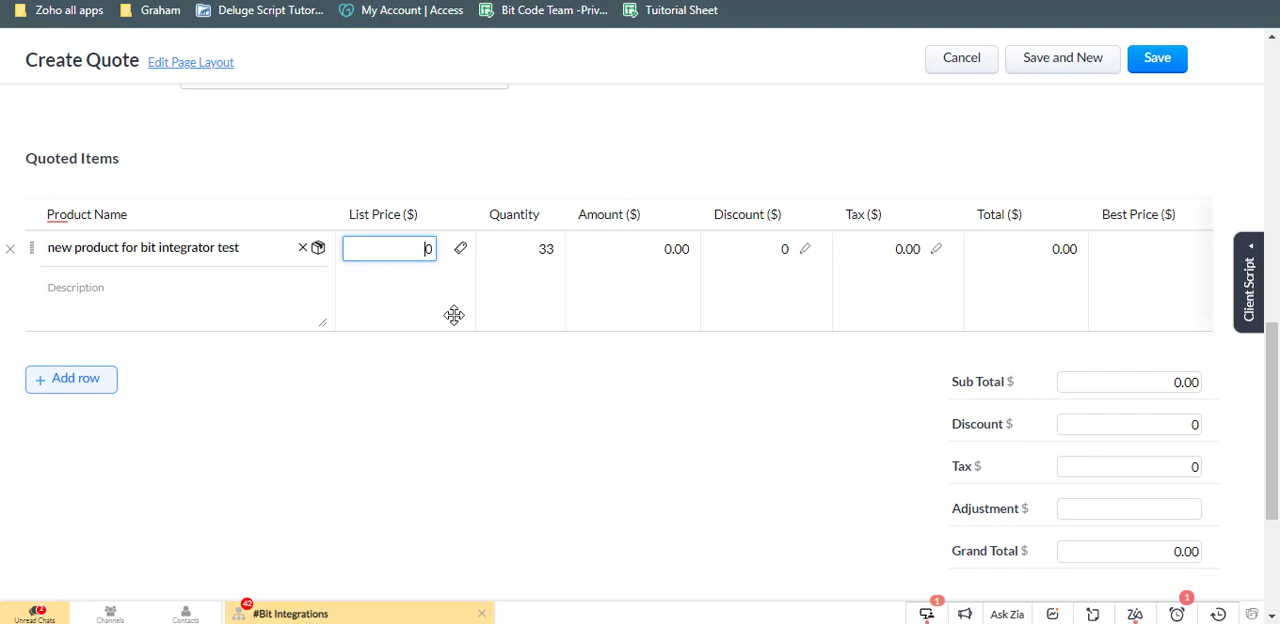 Zoho all apps Graham Deluge Script Tutor... My Account | Access Bit Code Team -Priv... Tuitorial Sheet
Create Quote Edit Page Layout Cancel Save and New Save
Quoted Items
Product Name List Price ($) Quantity Amount ($) Discount ($) Tax ($) Total ($) Best Price ($)
new product for bit integrator test 0 33 0.00 0 0.00 0.00
Description
Client Script
+ Add row
Sub Total $ 0.00
Discount $ 0
Tax $ 0
Adjustment $
Grand Total $ 0.00
2 42 1 1
Unread Chats Channels Contacts #Bit Integrations Ask Zia